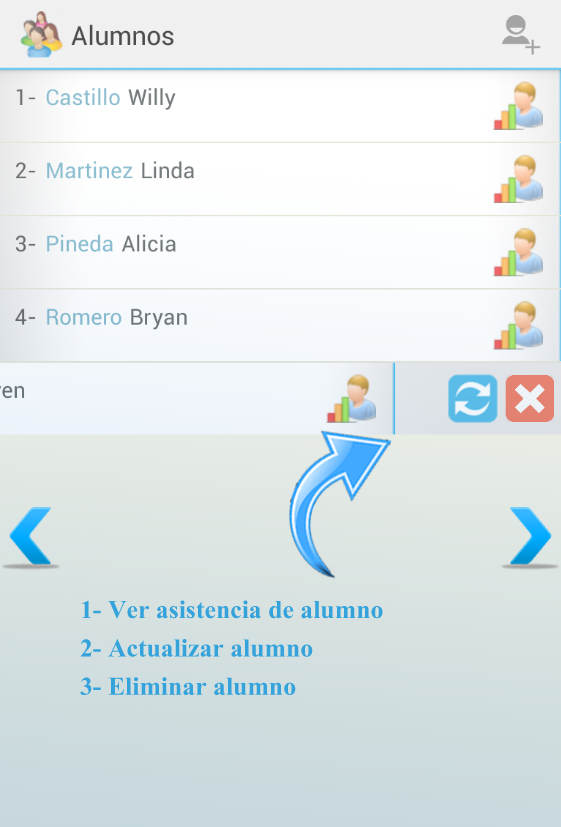 Alumnos
1- Castillo Willy
2- Martinez Linda
3- Pineda Alicia
4- Romero Bryan
en
1- Ver asistencia de alumno
2- Actualizar alumno
3- Eliminar alumno